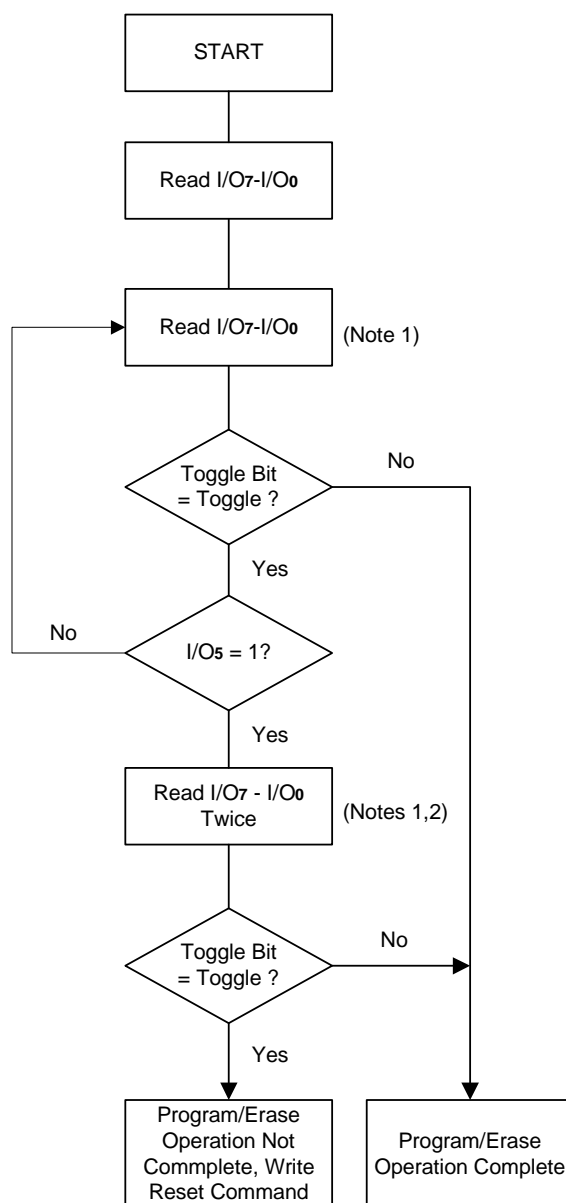 START
Read I/O7-I/O0
Read I/O7-I/O0
(Note 1)
Toggle Bit
= Toggle ?
No
Yes
No
I/O5 = 1?
Yes
Read I/O7 - I/O0
Twice
(Notes 1,2)
Toggle Bit
= Toggle ?
No
Yes
Program/Erase
Operation Not
Commplete, Write
Reset Command
Program/Erase
Operation Complete